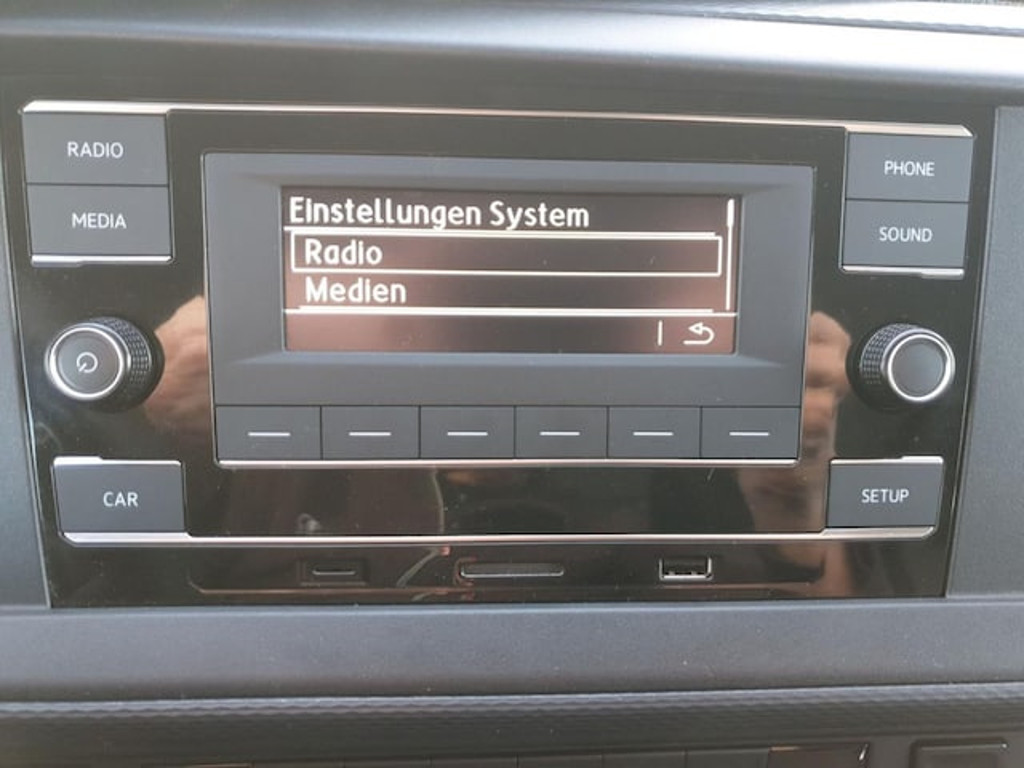 RADIO
MEDIA
Einstellungen System
Radio
Medien
PHONE
SOUND
CAR
SETUP